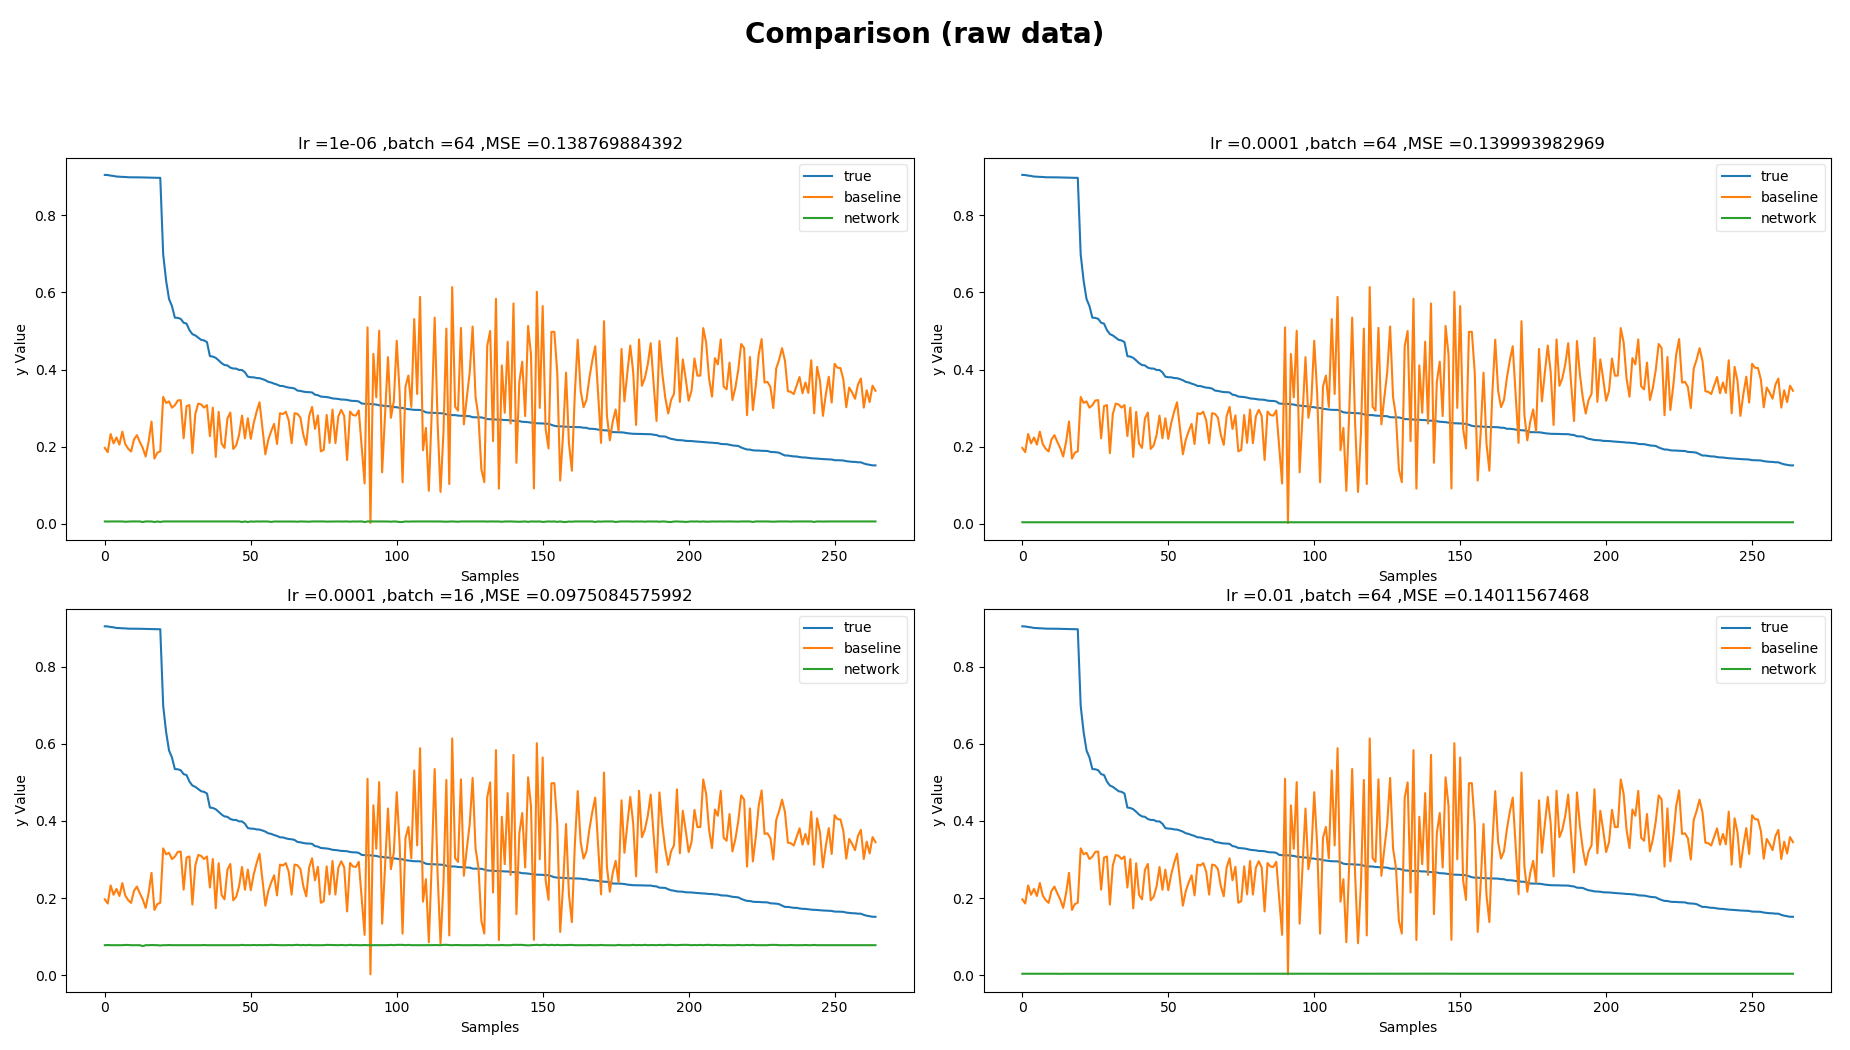 Comparison (raw data)
lr =1e-06 ,batch =64 ,MSE =0.138769884392
true
baseline
network
y Value
0.8
0.6
0.4
0.2
0.0
0 50 100 150 200 250
Samples
lr =0.0001 ,batch =64 ,MSE =0.139993982969
true
baseline
network
y Value
0.8
0.6
0.4
0.2
0.0
0 50 100 150 200 250
Samples
lr =0.0001 ,batch =16 ,MSE =0.0975084575992
true
baseline
network
y Value
0.8
0.6
0.4
0.2
0.0
0 50 100 150 200 250
Samples
lr =0.01 ,batch =64 ,MSE =0.14011567468
true
baseline
network
y Value
0.8
0.6
0.4
0.2
0.0
0 50 100 150 200 250
Samples